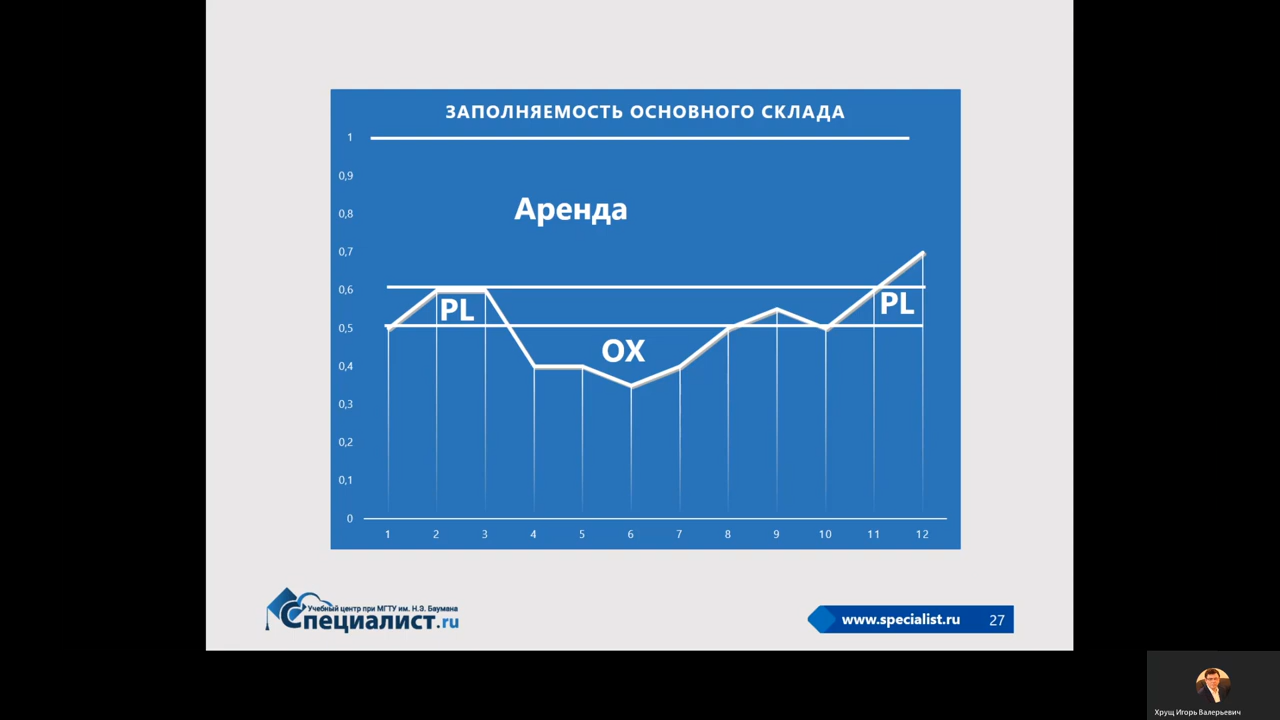 ЗАПОЛНЯЕМОСТЬ ОСНОВНОГО СКЛАДА
1
0,9
0,8
0,7
0,6
0,5
0,4
0,3
0,2
0,1
0
Аренда
PL
PL
ОХ
1 2 3 4 5 6 7 8 9 10 11 12
Учебный центр при МГТУ им. Н.Э. Баумана
Специалист.ru
www.specialist.ru 27
Хрущ Игорь Валерьевич